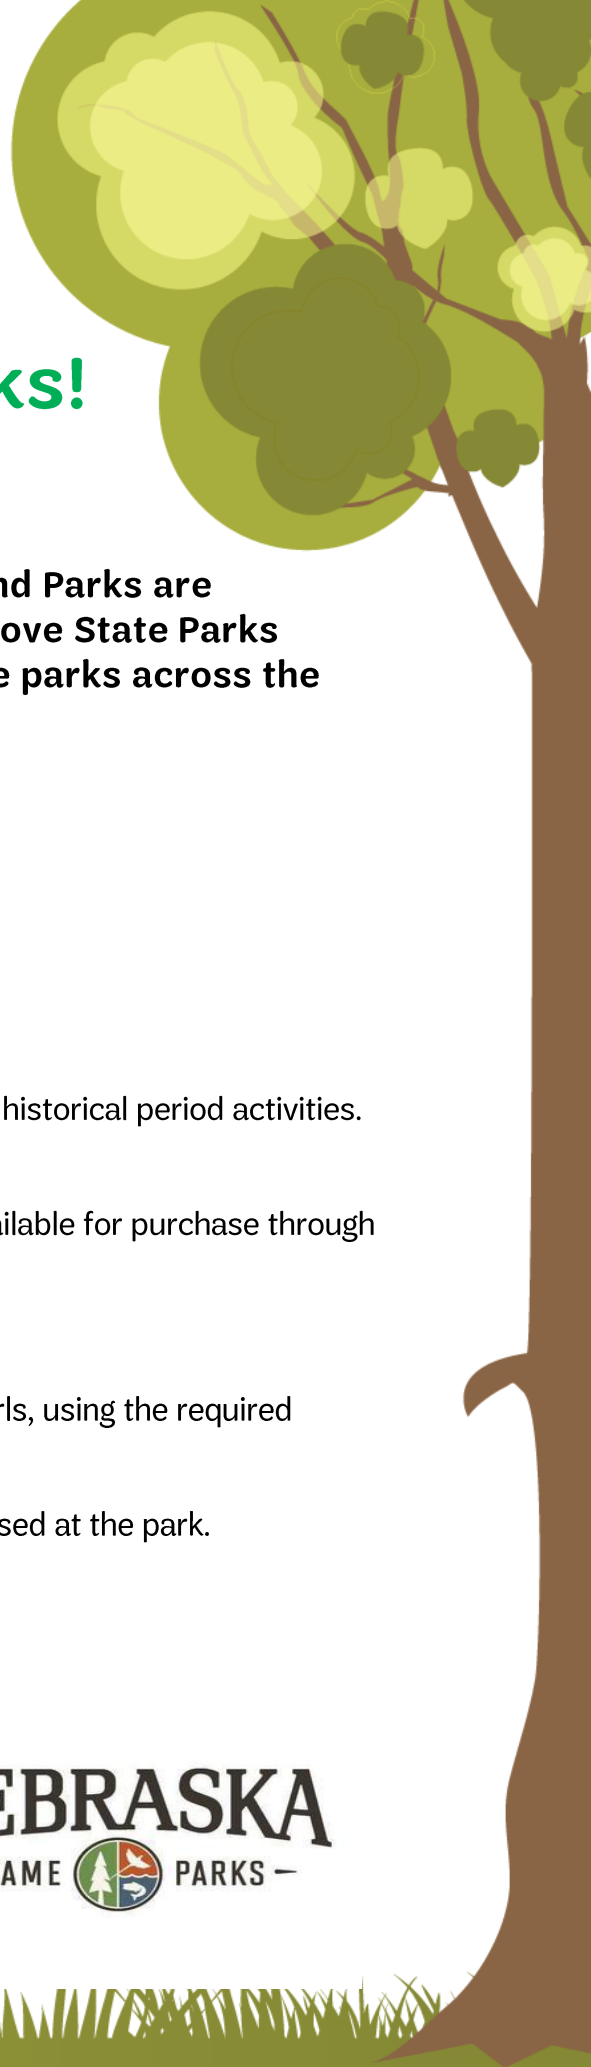 ks!
nd Parks are
ove State Parks
e parks across the
historical period activities.
ailable for purchase through
rls, using the required
sed at the park.
EBRASKA
AME PARKS